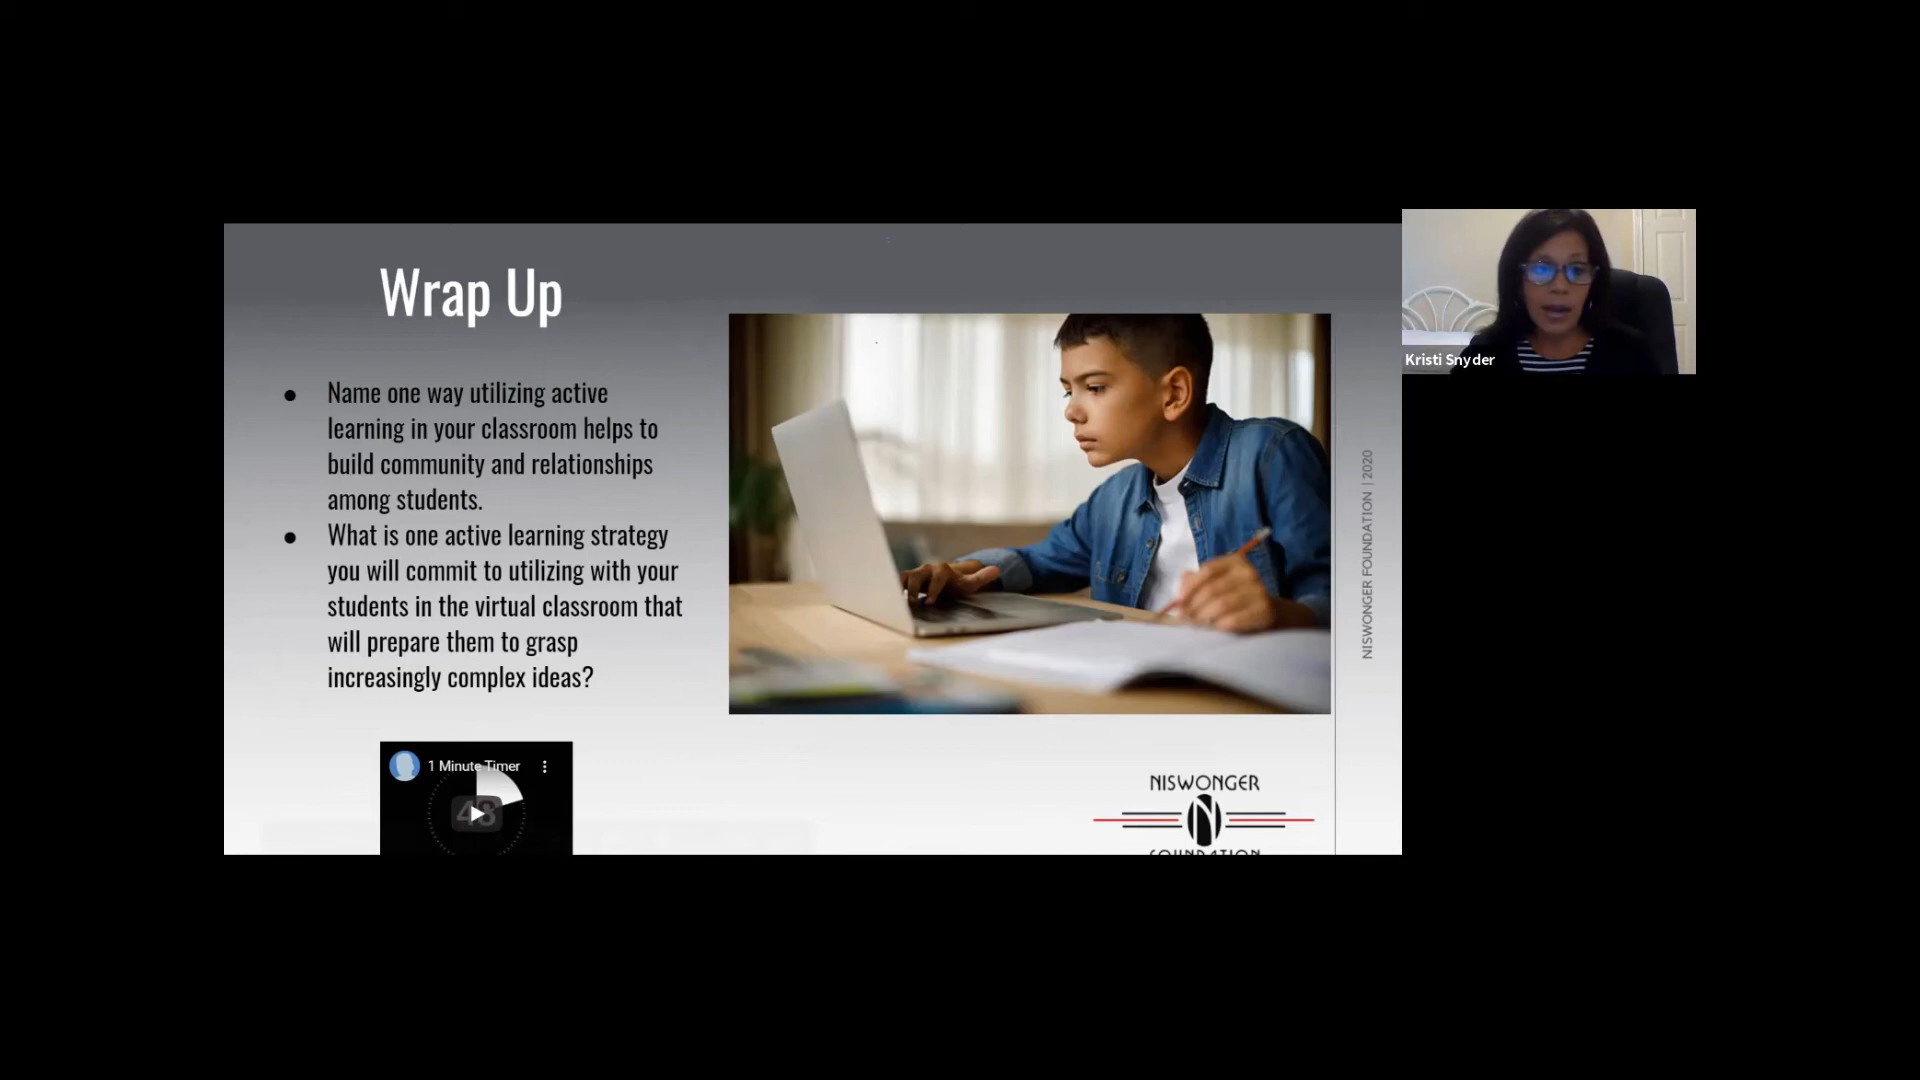 Wrap Up
● Name one way utilizing active
learning in your classroom helps to
build community and relationships
among students.
● What is one active learning strategy
you will commit to utilizing with your
students in the virtual classroom that
will prepare them to grasp
increasingly complex ideas?
1 Minute Timer
48
NISWONGER
FOUNDATION
NISWONGER FOUNDATION | 2020
Kristi Snyder